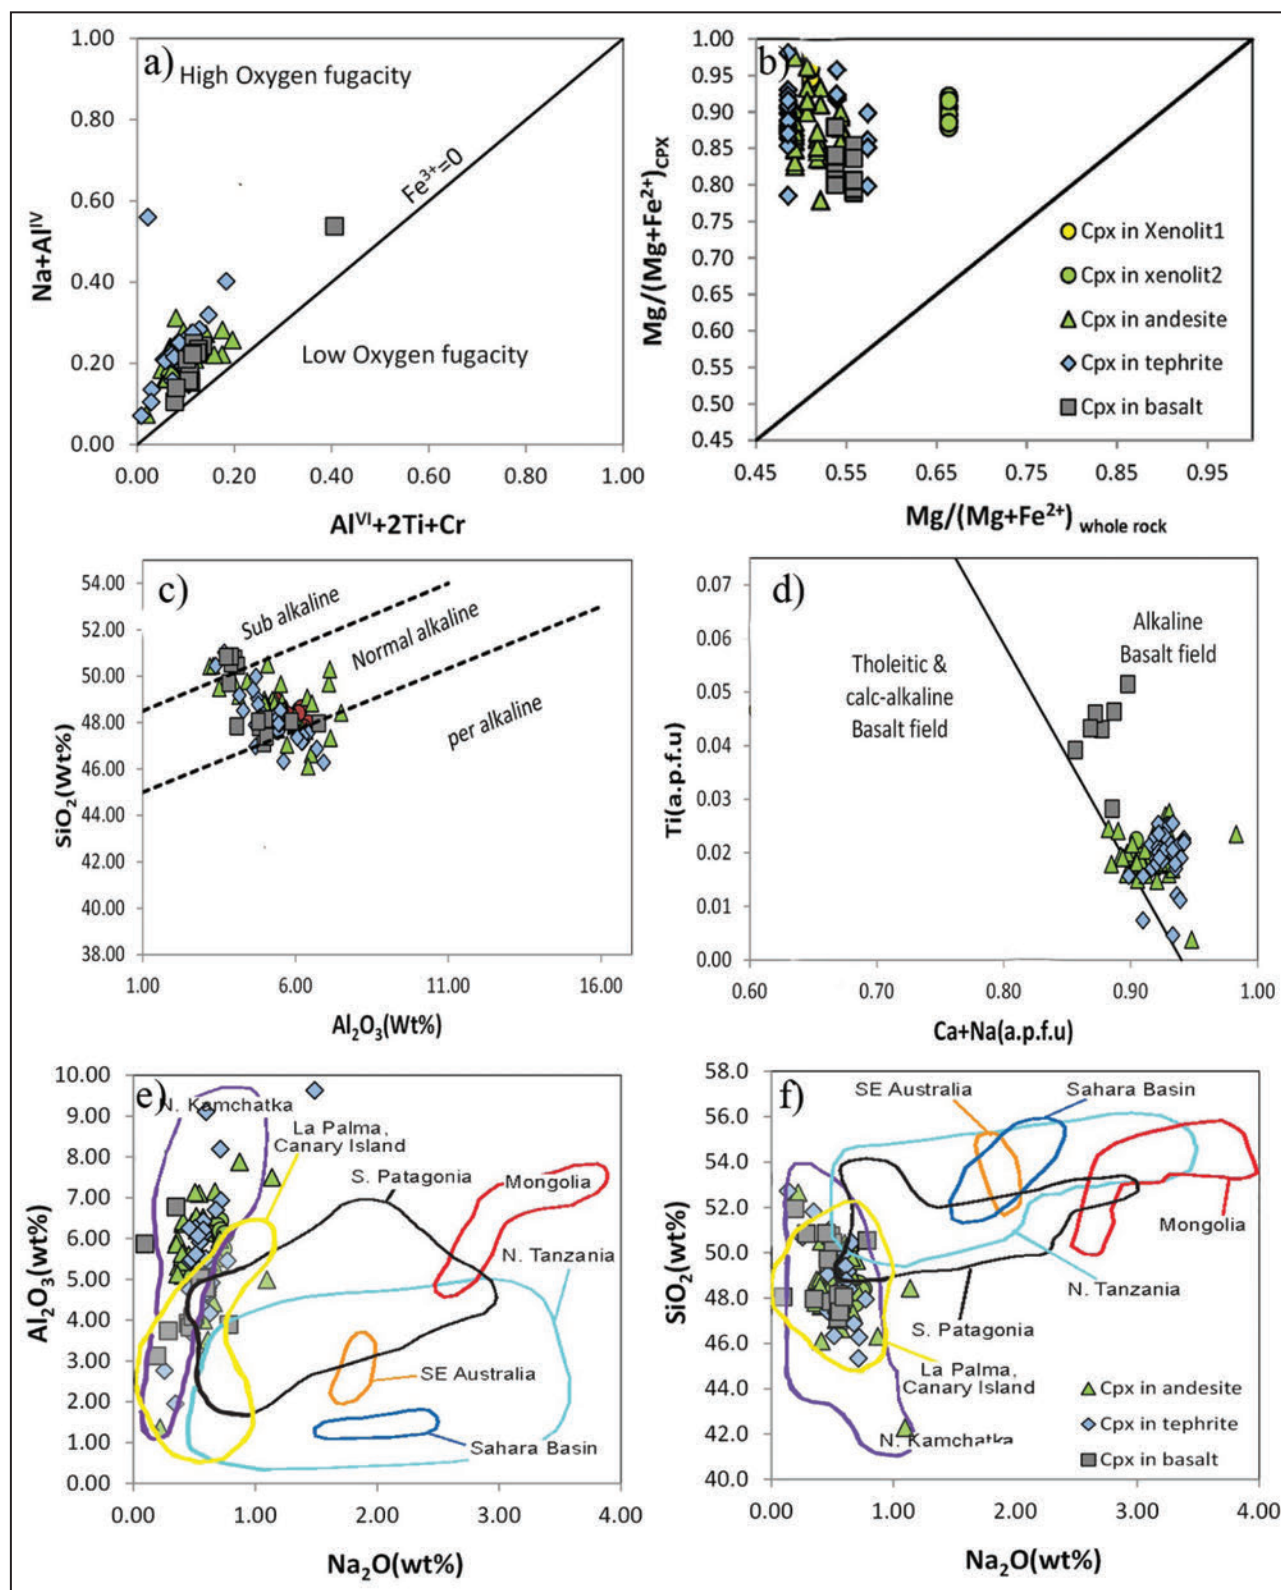 a)
High Oxygen fugacity
Fe³⁺=0
Low Oxygen fugacity
1.00
0.80
0.60
0.40
0.20
0.00
Na+Alᴵⱽ
0.00 0.20 0.40 0.60 0.80 1.00
Alⱽᴵ+2Ti+Cr
b)
1.00
0.95
0.90
0.85
0.80
0.75
0.70
0.65
0.60
0.55
0.50
0.45
Mg/(Mg+Fe²⁺)CPX
Cpx in Xenolit1
Cpx in xenolit2
Cpx in andesite
Cpx in tephrite
Cpx in basalt
0.45 0.55 0.65 0.75 0.85 0.95
Mg/(Mg+Fe²⁺) whole rock
c)
54.00
52.00
50.00
48.00
46.00
44.00
42.00
40.00
38.00
SiO₂(Wt%)
Sub alkaline
Normal alkaline
per alkaline
1.00 6.00 11.00 16.00
Al₂O₃(Wt%)
d)
0.07
0.06
0.05
0.04
0.03
0.02
0.01
0.00
Ti(a.p.f.u)
Tholeitic &
calc-alkaline
Basalt field
Alkaline
Basalt field
0.60 0.70 0.80 0.90 1.00
Ca+Na(a.p.f.u)
e)
10.00
9.00
8.00
7.00
6.00
5.00
4.00
3.00
2.00
1.00
0.00
Al₂O₃(wt%)
N. Kamchatka
La Palma,
Canary Island
S. Patagonia
Mongolia
N. Tanzania
SE Australia
Sahara Basin
0.00 1.00 2.00 3.00 4.00
Na₂O(wt%)
f)
58.0
56.0
54.0
52.0
50.0
48.0
46.0
44.0
42.0
40.0
SiO₂(wt%)
SE Australia
Sahara Basin
Mongolia
N. Tanzania
S. Patagonia
La Palma,
Canary Island
N. Kamchatka
Cpx in andesite
Cpx in tephrite
Cpx in basalt
0.00 1.00 2.00 3.00 4.00
Na₂O(wt%)